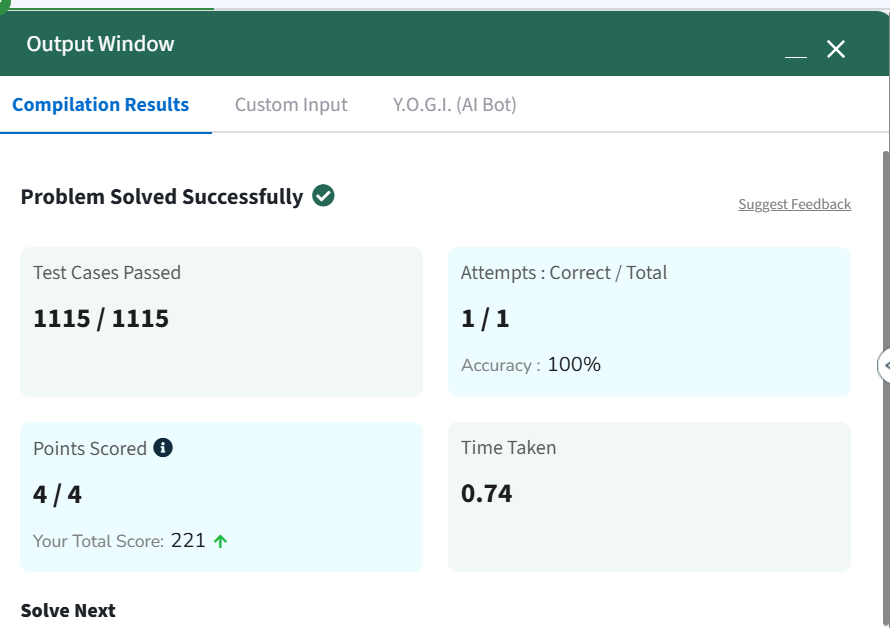 Output Window
Compilation Results
Custom Input
Y.O.G.I. (AI Bot)
Problem Solved Successfully
Suggest Feedback
Test Cases Passed
1115 / 1115
Attempts : Correct / Total
1 / 1
Accuracy : 100%
Points Scored
4 / 4
Your Total Score: 221
Time Taken
0.74
Solve Next